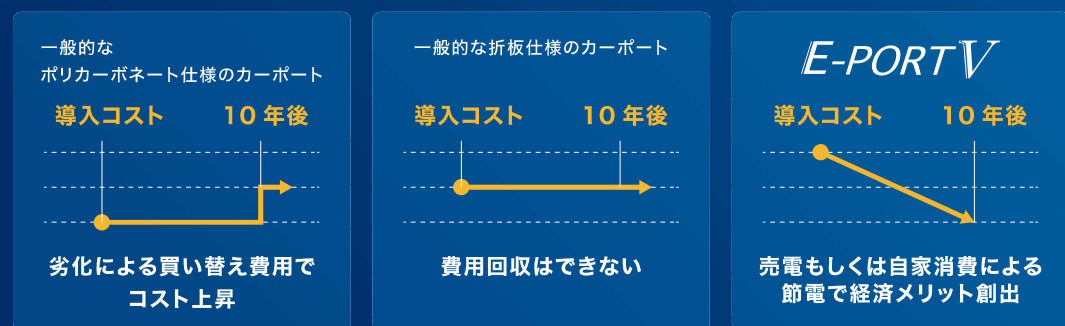 一般的な
ポリカーボネート仕様のカーポート
導入コスト
10年後
劣化による買い替え費用で
コスト上昇
一般的な折板仕様のカーポート
導入コスト
10年後
費用回収はできない
E-PORT V
導入コスト
10年後
売電もしくは自家消費による
節電で経済メリット創出